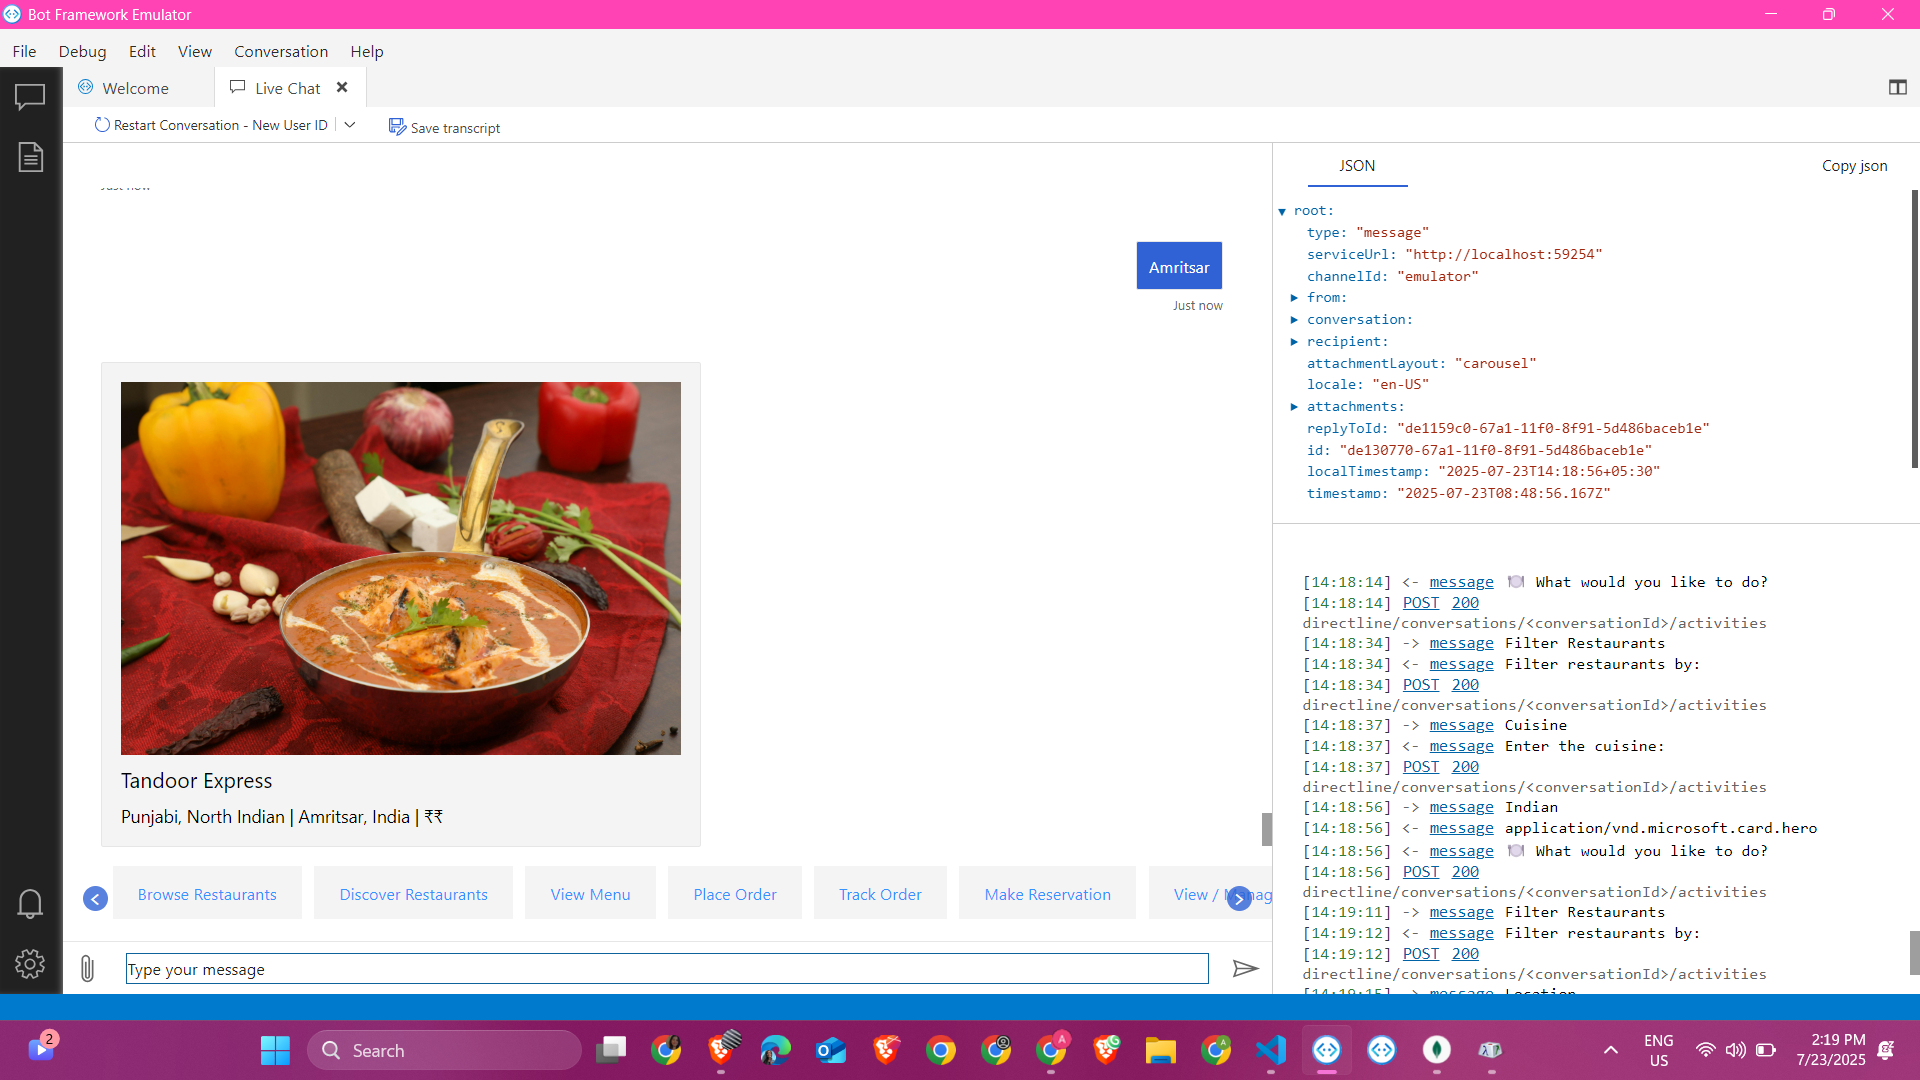 Bot Framework Emulator
File Debug Edit View Conversation Help
Welcome
Live Chat
Restart Conversation - New User ID
Save transcript
Just now
Amritsar
Just now
Tandoor Express
Punjabi, North Indian | Amritsar, India | ₹₹
Browse Restaurants
Discover Restaurants
View Menu
Place Order
Track Order
Make Reservation
View / Manag
Type your message
JSON
Copy json
root:
type: "message"
serviceUrl: "http://localhost:59254"
channelId: "emulator"
from:
conversation:
recipient:
attachmentLayout: "carousel"
locale: "en-US"
attachments:
replyToId: "de1159c0-67a1-11f0-8f91-5d486baceb1e"
id: "de130770-67a1-11f0-8f91-5d486baceb1e"
localTimestamp: "2025-07-23T14:18:56+05:30"
timestamp: "2025-07-23T08:48:56.167Z"
[14:18:14] <- message 🍽️ What would you like to do?
[14:18:14] POST 200
directline/conversations/<conversationId>/activities
[14:18:34] -> message Filter Restaurants
[14:18:34] <- message Filter restaurants by:
[14:18:34] POST 200
directline/conversations/<conversationId>/activities
[14:18:37] -> message Cuisine
[14:18:37] <- message Enter the cuisine:
[14:18:37] POST 200
directline/conversations/<conversationId>/activities
[14:18:56] -> message Indian
[14:18:56] <- message application/vnd.microsoft.card.hero
[14:18:56] <- message 🍽️ What would you like to do?
[14:18:56] POST 200
directline/conversations/<conversationId>/activities
[14:19:11] -> message Filter Restaurants
[14:19:12] <- message Filter restaurants by:
[14:19:12] POST 200
directline/conversations/<conversationId>/activities
[14:19:15] -> message Location
2
Search
A
G
A
ENG
US
2:19 PM
7/23/2025